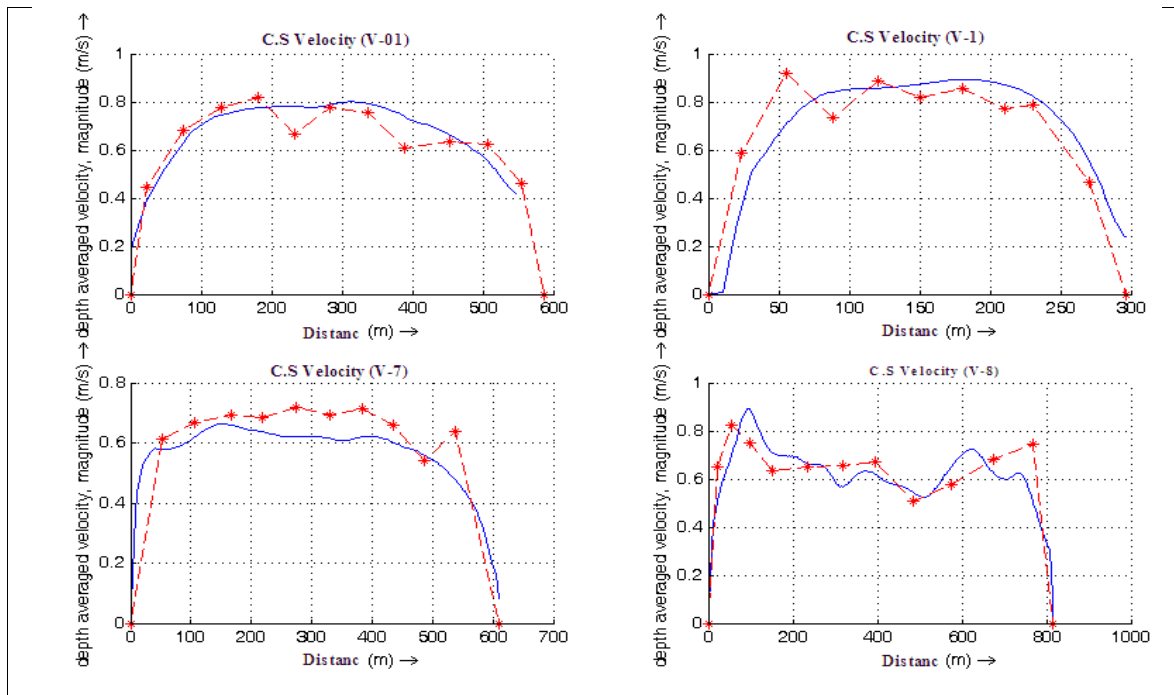 C.S Velocity (V-01)
depth averaged velocity, magnitude (m/s) →
1
0.8
0.6
0.4
0.2
0
0 100 200 300 400 500 600
Distanc (m) →
C.S Velocity (V-1)
depth averaged velocity, magnitude (m/s) →
1
0.8
0.6
0.4
0.2
0
0 50 100 150 200 250 300
Distanc (m) →
C.S Velocity (V-7)
depth averaged velocity, magnitude (m/s) →
0.8
0.6
0.4
0.2
0
0 100 200 300 400 500 600 700
Distanc (m) →
C.S Velocity (V-8)
depth averaged velocity, magnitude (m/s) →
1
0.8
0.6
0.4
0.2
0
0 200 400 600 800 1000
Distanc (m) →